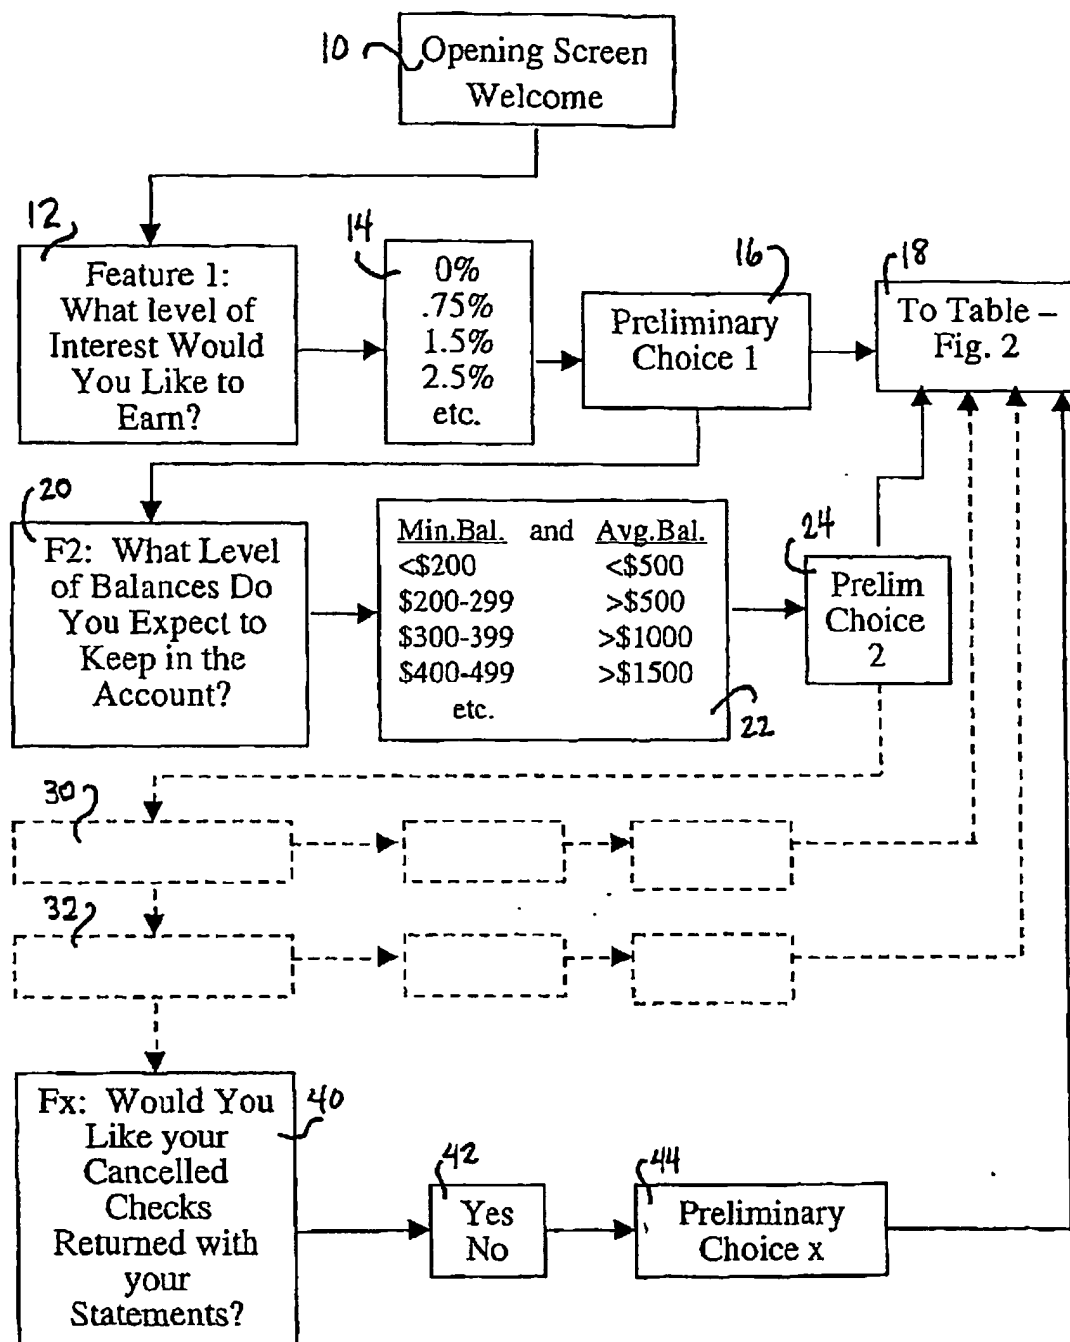 10
Opening Screen
Welcome
12
Feature 1:
What level of
Interest Would
You Like to
Earn?
14
0%
.75%
1.5%
2.5%
etc.
16
Preliminary
Choice 1
18
To Table –
Fig. 2
20
F2: What Level
of Balances Do
You Expect to
Keep in the
Account?
Min.Bal. and Avg.Bal.
<$200 <$500
$200-299 >$500
$300-399 >$1000
$400-499 >$1500
etc.
22
24
Prelim
Choice
2
30
32
Fx: Would You
Like your
Cancelled
Checks
Returned with
your
Statements?
40
42
Yes
No
44
Preliminary
Choice x